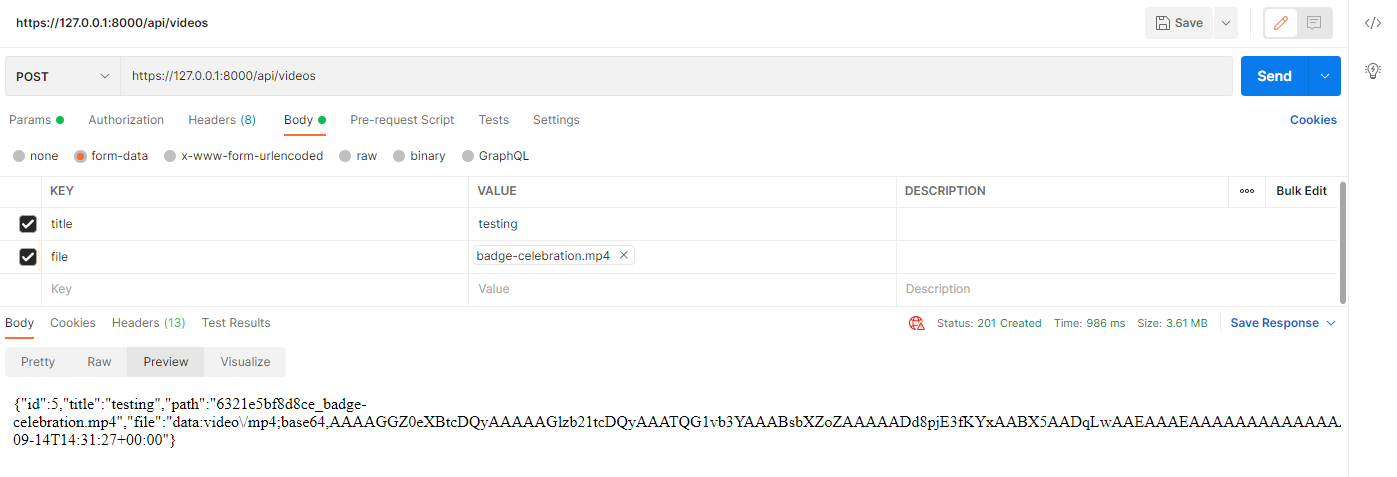 https://127.0.0.1:8000/api/videos
Save
POST
https://127.0.0.1:8000/api/videos
Send
Params
Authorization
Headers (8)
Body
Pre-request Script
Tests
Settings
Cookies
none
form-data
x-www-form-urlencoded
raw
binary
GraphQL
KEY
VALUE
DESCRIPTION
Bulk Edit
title
testing
file
badge-celebration.mp4
Key
Value
Description
Body
Cookies
Headers (13)
Test Results
Status: 201 Created
Time: 986 ms
Size: 3.61 MB
Save Response
Pretty
Raw
Preview
Visualize
{"id":5,"title":"testing","path":"6321e5bf8d8ce_badge-
celebration.mp4","file":"data:video\/mp4;base64,AAAAGGZ0eXBtcDQyAAAAAGlzb21tcDQyAAATQG1vb3YAAABsbXZoZAAAAADd8pjE3fKYxAABX5AADqLwAAEAAAEAAAAAAAAAAAAAA
09-14T14:31:27+00:00"}